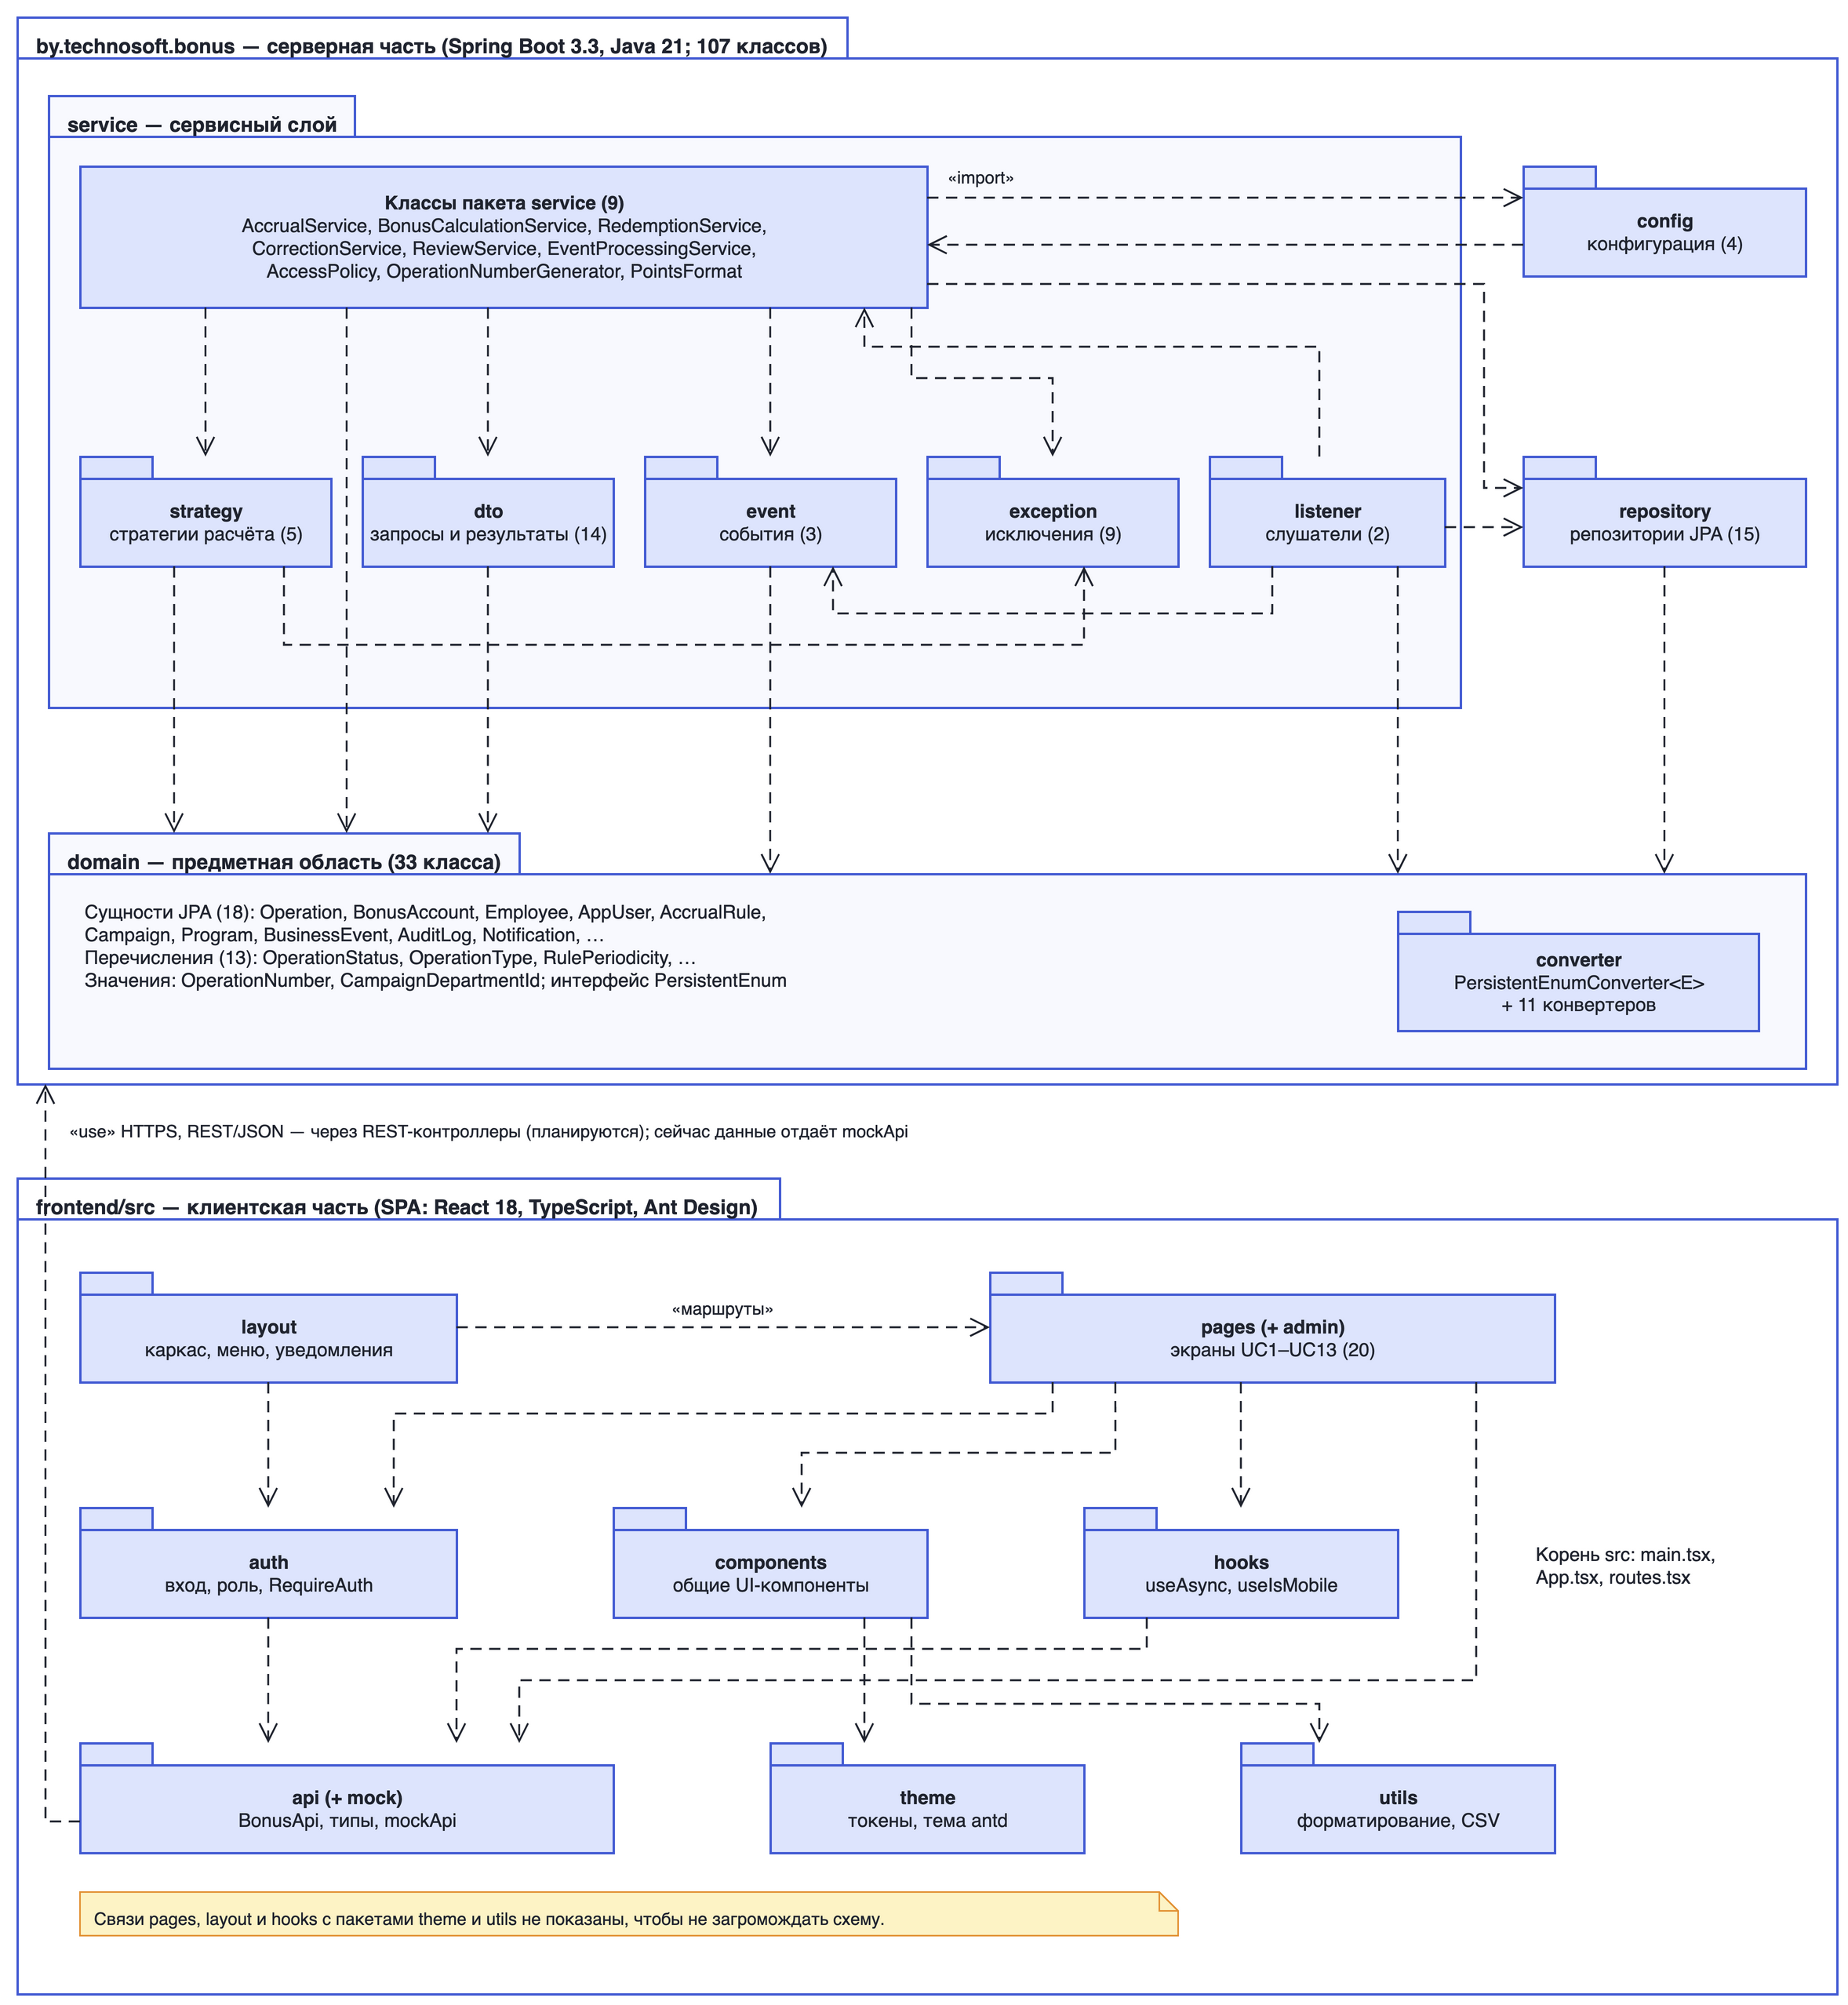 by.technosoft.bonus — серверная часть (Spring Boot 3.3, Java 21; 107 классов)
service — сервисный слой
Классы пакета service (9)
AccrualService, BonusCalculationService, RedemptionService,
CorrectionService, ReviewService, EventProcessingService,
AccessPolicy, OperationNumberGenerator, PointsFormat
«import»
config
конфигурация (4)
strategy
стратегии расчёта (5)
dto
запросы и результаты (14)
event
события (3)
exception
исключения (9)
listener
слушатели (2)
repository
репозитории JPA (15)
domain — предметная область (33 класса)
Сущности JPA (18): Operation, BonusAccount, Employee, AppUser, AccrualRule,
Campaign, Program, BusinessEvent, AuditLog, Notification, …
Перечисления (13): OperationStatus, OperationType, RulePeriodicity, …
Значения: OperationNumber, CampaignDepartmentId; интерфейс PersistentEnum
converter
PersistentEnumConverter<E>
+ 11 конвертеров
«use» HTTPS, REST/JSON — через REST-контроллеры (планируются); сейчас данные отдаёт mockApi
frontend/src — клиентская часть (SPA: React 18, TypeScript, Ant Design)
layout
каркас, меню, уведомления
«маршруты»
pages (+ admin)
экраны UC1–UC13 (20)
auth
вход, роль, RequireAuth
components
общие UI-компоненты
hooks
useAsync, useIsMobile
Корень src: main.tsx,
App.tsx, routes.tsx
api (+ mock)
BonusApi, типы, mockApi
theme
токены, тема antd
utils
форматирование, CSV
Связи pages, layout и hooks с пакетами theme и utils не показаны, чтобы не загромождать схему.